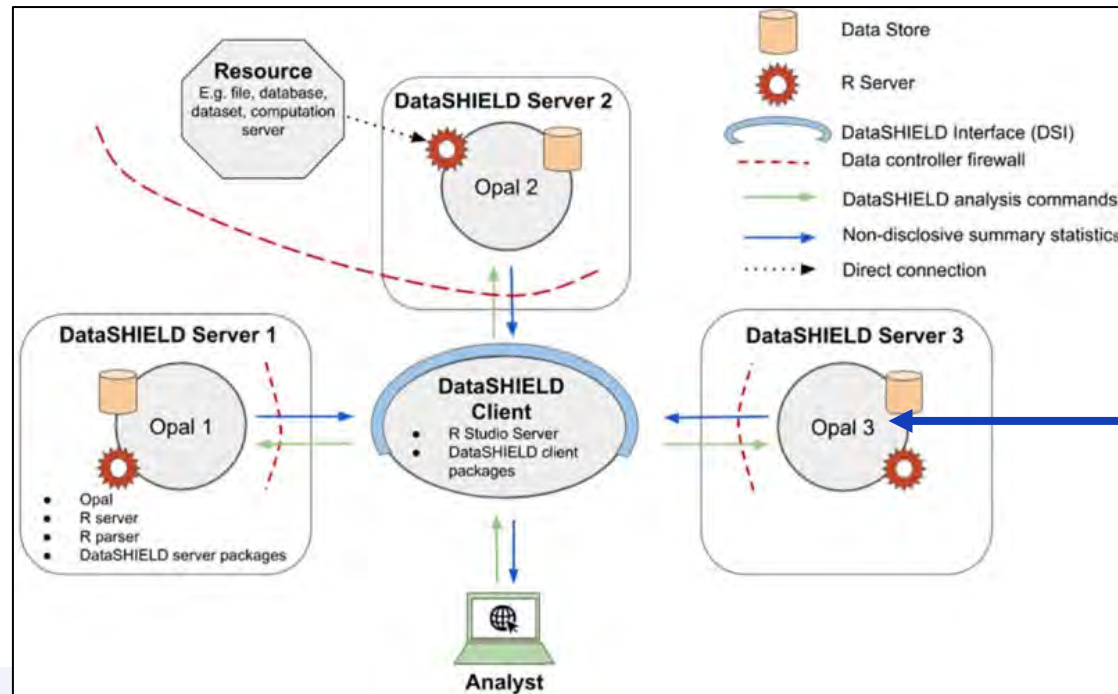 Resource
E.g. file, database,
dataset, computation
server
DataSHIELD Server 2
Opal 2
Data Store
R Server
DataSHIELD Interface (DSI)
Data controller firewall
DataSHIELD analysis commands
Non-disclosive summary statistics
Direct connection
DataSHIELD Server 1
Opal 1
● Opal
● R server
● R parser
● DataSHIELD server packages
DataSHIELD
Client
● R Studio Server
● DataSHIELD client
packages
DataSHIELD Server 3
Opal 3
Analyst